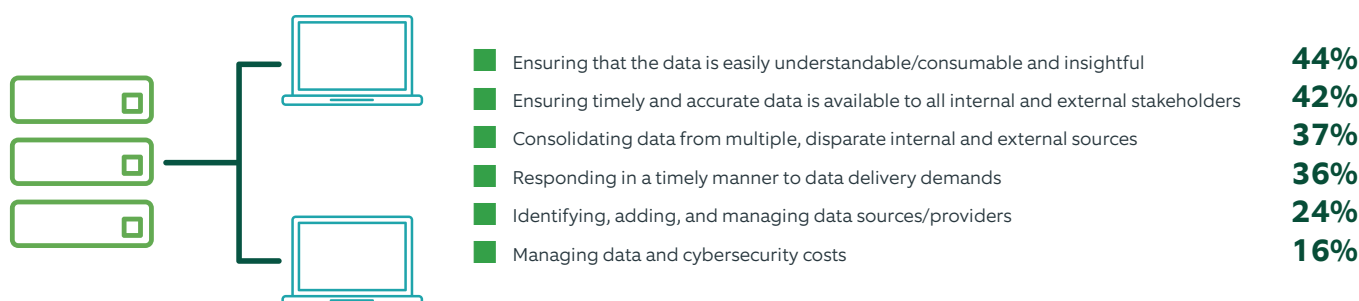 Ensuring that the data is easily understandable/consumable and insightful 44%
Ensuring timely and accurate data is available to all internal and external stakeholders 42%
Consolidating data from multiple, disparate internal and external sources 37%
Responding in a timely manner to data delivery demands 36%
Identifying, adding, and managing data sources/providers 24%
Managing data and cybersecurity costs 16%